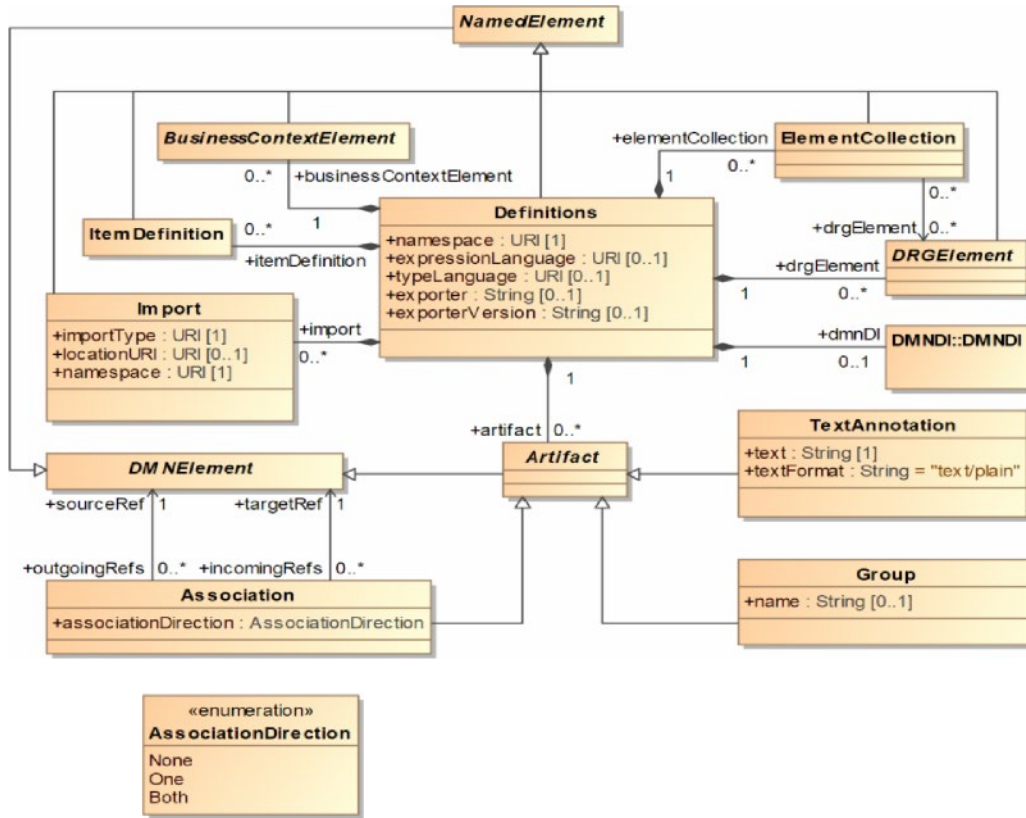 NamedElement
BusinessContextElement
+elementCollection
ElementCollection
0..*
+businessContextElement
1
0..*
0..*
1
Definitions
+drgElement
0..*
ItemDefinition
0..*
+namespace : URI [1]
+itemDefinition
+expressionLanguage : URI [0..1]
+typeLanguage : URI [0..1]
+exporter : String [0..1]
+exporterVersion : String [0..1]
+drgElement
DRGElement
1
0..*
Import
+importType : URI [1]
+locationURI : URI [0..1]
+namespace : URI [1]
+import
0..*
+dmnDI
1
0..1
DMNDI::DMNDI
1
+artifact
0..*
TextAnnotation
+text : String [1]
+textFormat : String = "text/plain"
DMNElement
Artifact
+sourceRef
1
+targetRef
1
+outgoingRefs
0..*
+incomingRefs
0..*
Association
+associationDirection : AssociationDirection
Group
+name : String [0..1]
«enumeration»
AssociationDirection
None
One
Both